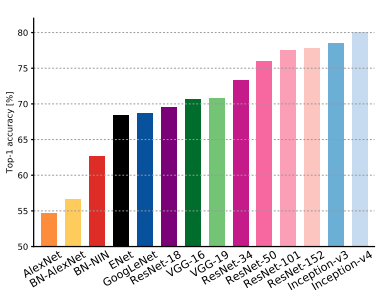 Top-1 accuracy [%]
80
75
70
65
60
55
50
AlexNet
BN-AlexNet
BN-NIN
ENet
GoogLeNet
ResNet-18
VGG-16
VGG-19
ResNet-34
ResNet-50
ResNet-101
ResNet-152
Inception-v3
Inception-v4